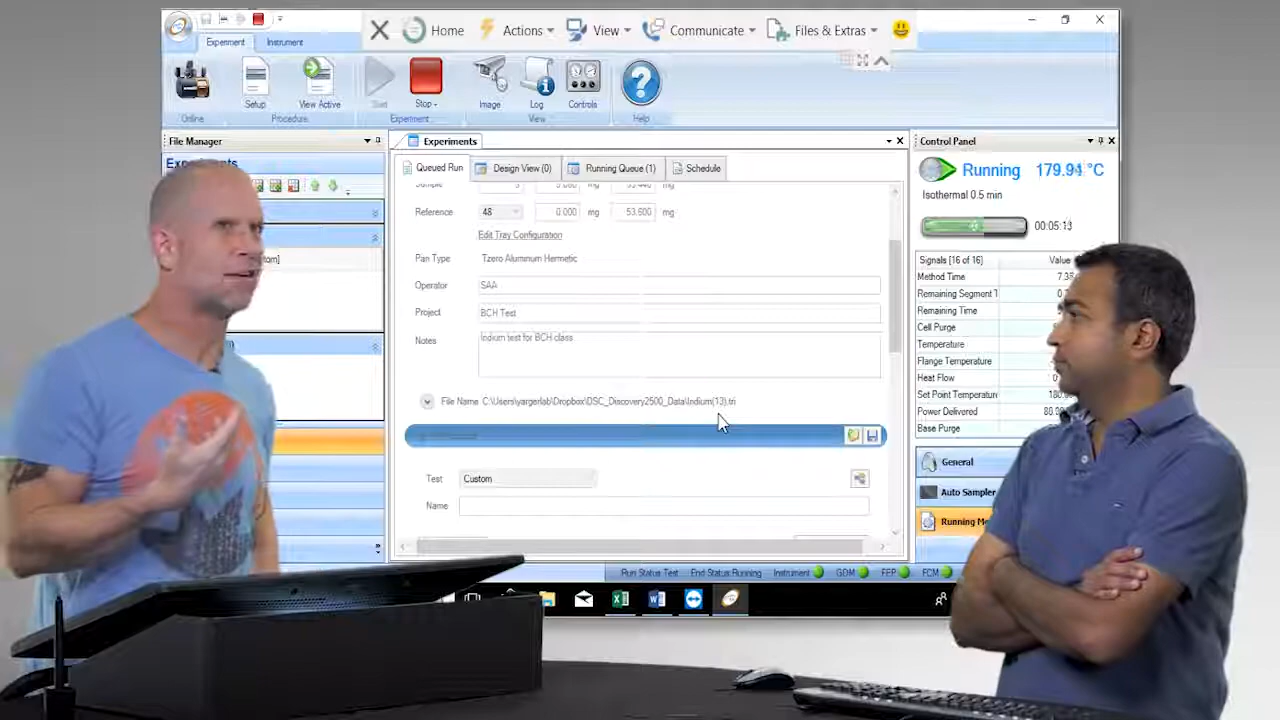 Home
Actions
View
Communicate
Files & Extras
Experiment
Instrument
Online
Setup
View Active
Start
Stop
Image
Log
Controls
Help
Procedure
Experiment
View
Help
File Manager
Experiments
Control Panel
Queued Run
Design View (0)
Running Queue (1)
Schedule
Running 179.91 °C
Isothermal 0.5 min
00:05:13
Reference 48 0.000 mg 53.600 mg
Edit Tray Configuration
Pan Type Tzero Aluminum Hermetic
Operator SAA
Project BCH Test
Notes Indium test for BCH class
File Name C:\Users\yargerlab\Dropbox\DSC_Discovery2500_Data\Indium(13).tri
Test Custom
Name
Signals [16 of 16] Value
Method Time
Remaining Segment T
Remaining Time
Cell Purge
Temperature
Flange Temperature
Heat Flow
Set Point Temperature
Power Delivered
Base Purge
General
Auto Sampler
Running Me
Run Status: Test End Status: Running Instrument GDM FEP FCM